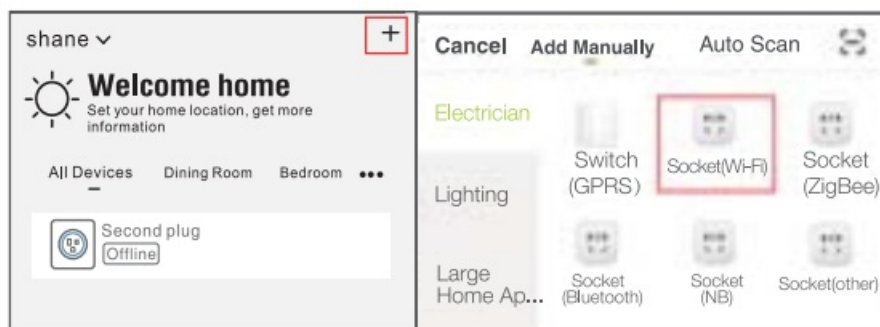 shane
+
Welcome home
Set your home location, get more
information
All Devices Dining Room Bedroom •••
Second plug
Offline
Cancel Add Manually Auto Scan
Electrician
Switch
(GPRS)
Socket(Wi-Fi)
Socket
(ZigBee)
Lighting
Socket
(Bluetooth)
Socket
(NB)
Socket(other)
Large
Home Ap...